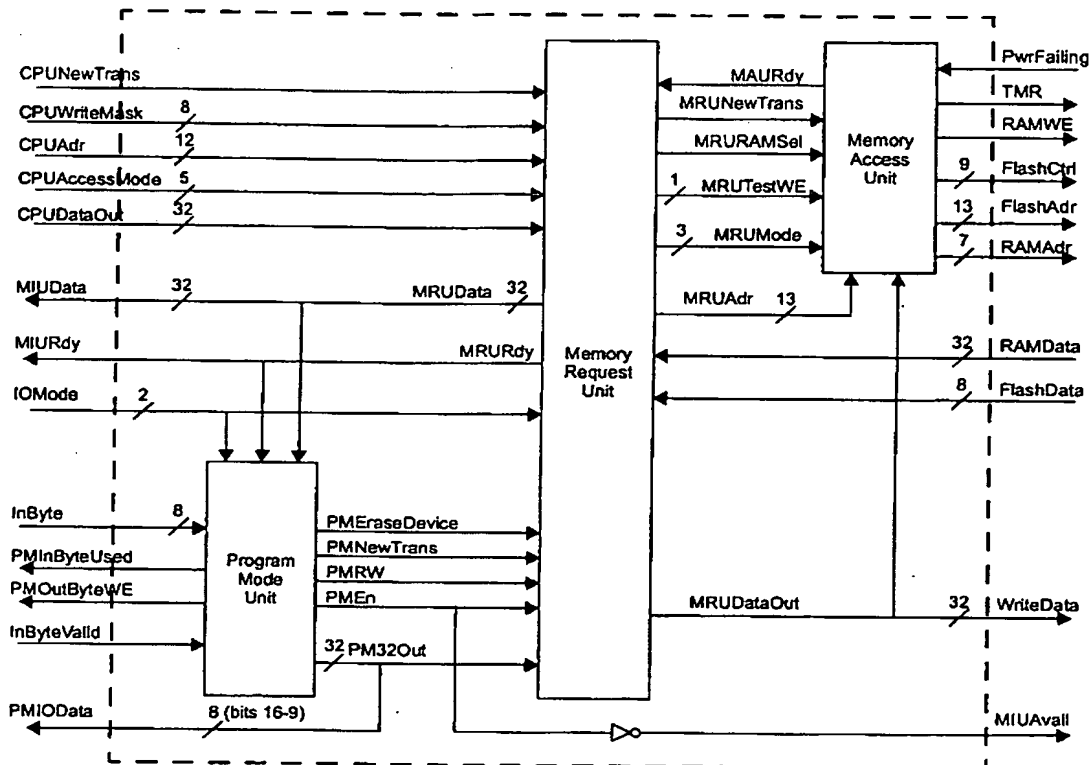 CPUNewTrans
CPUWriteMask
8
CPUAdr
12
CPUAccessMode
5
CPUDataOut
32
MIUData
32
MRUData
32
MIURdy
MRURdy
IOMode
2
Memory
Request
Unit
MAURdy
MRUNewTrans
MRURAMSel
1
MRUTestWE
3
MRUMode
MRUAdr
13
Memory
Access
Unit
PwrFailing
TMR
RAMWE
9
FlashCtrl
13
FlashAdr
7
RAMAdr
32
RAMData
8
FlashData
InByte
8
PMInByteUsed
PMOutByteWE
InByteValid
Program
Mode
Unit
PMEraseDevice
PMNewTrans
PMRW
PMEn
32
PM32Out
PMIOData
8 (bits 16-9)
MRUDataOut
32
WriteData
MIUAvail